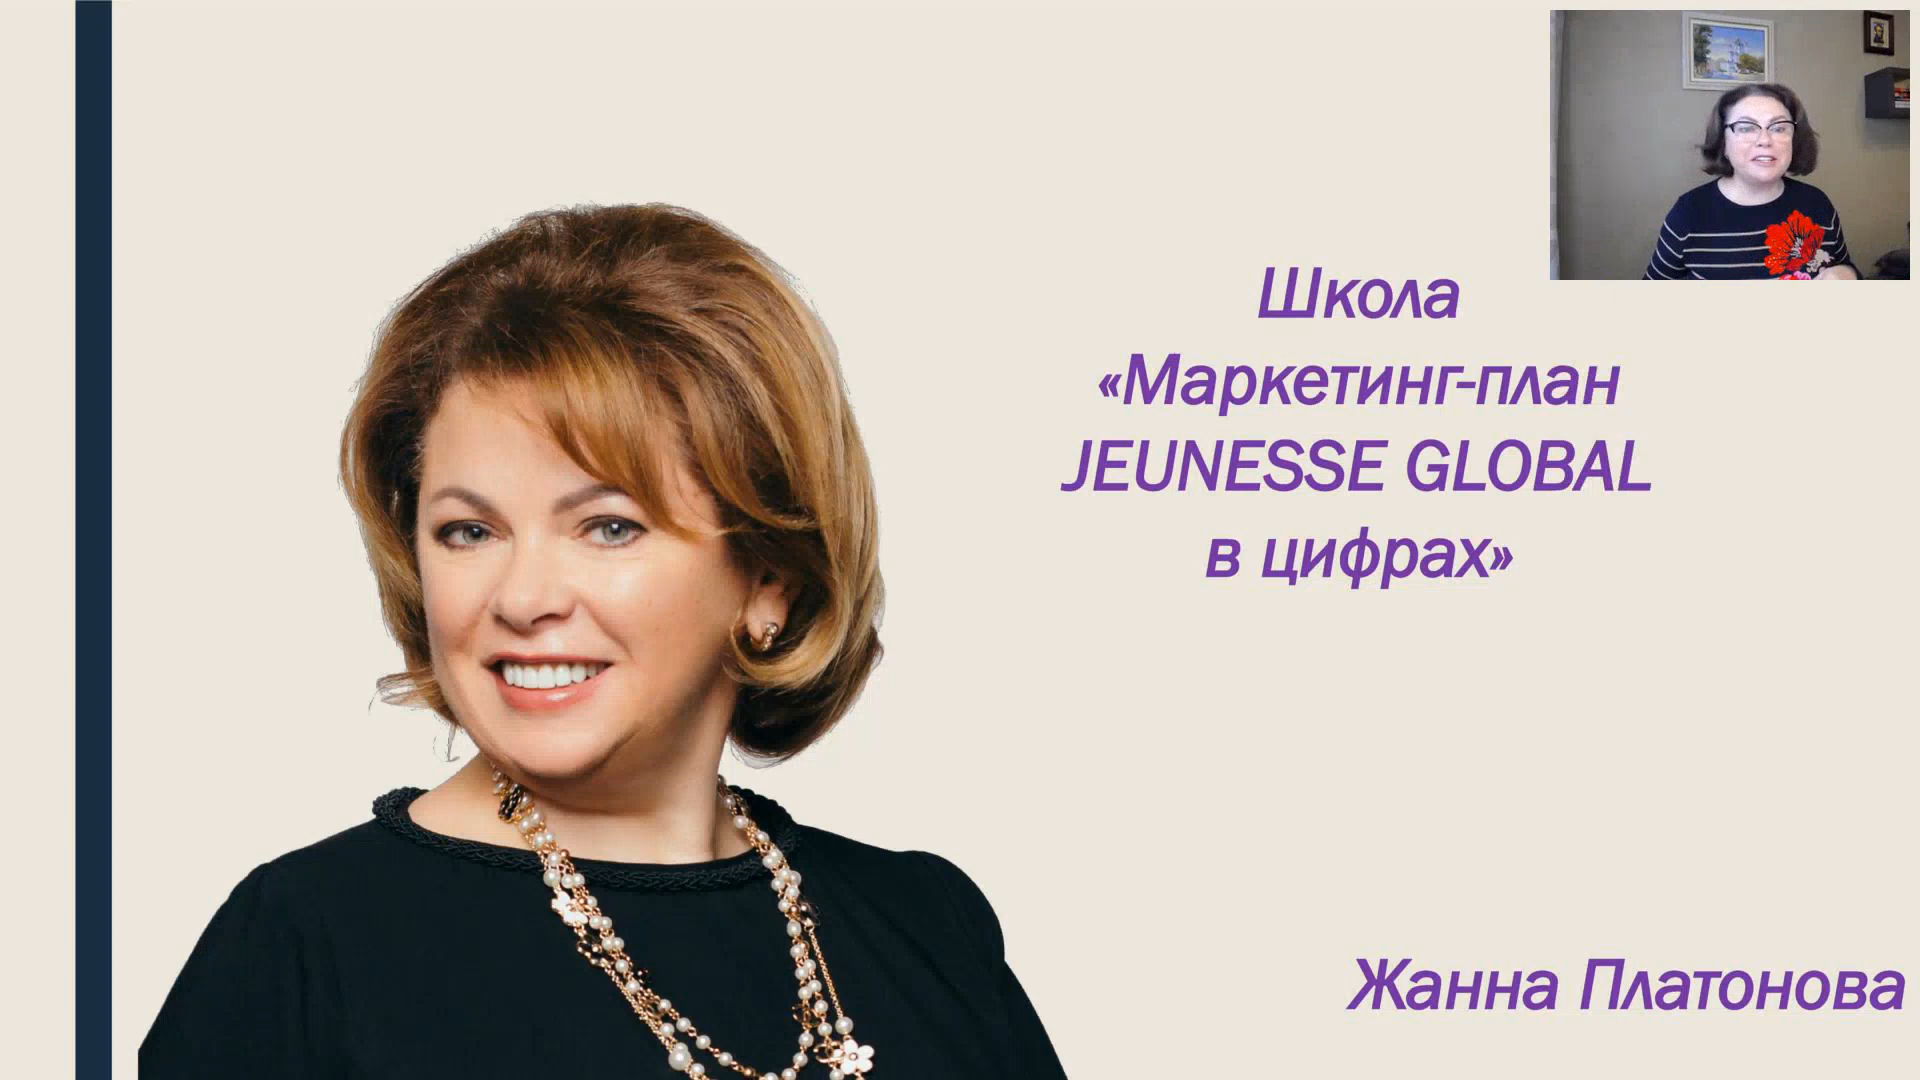 Школа
«Маркетинг-план
JEUNESSE GLOBAL
в цифрах»
Жанна Платонова